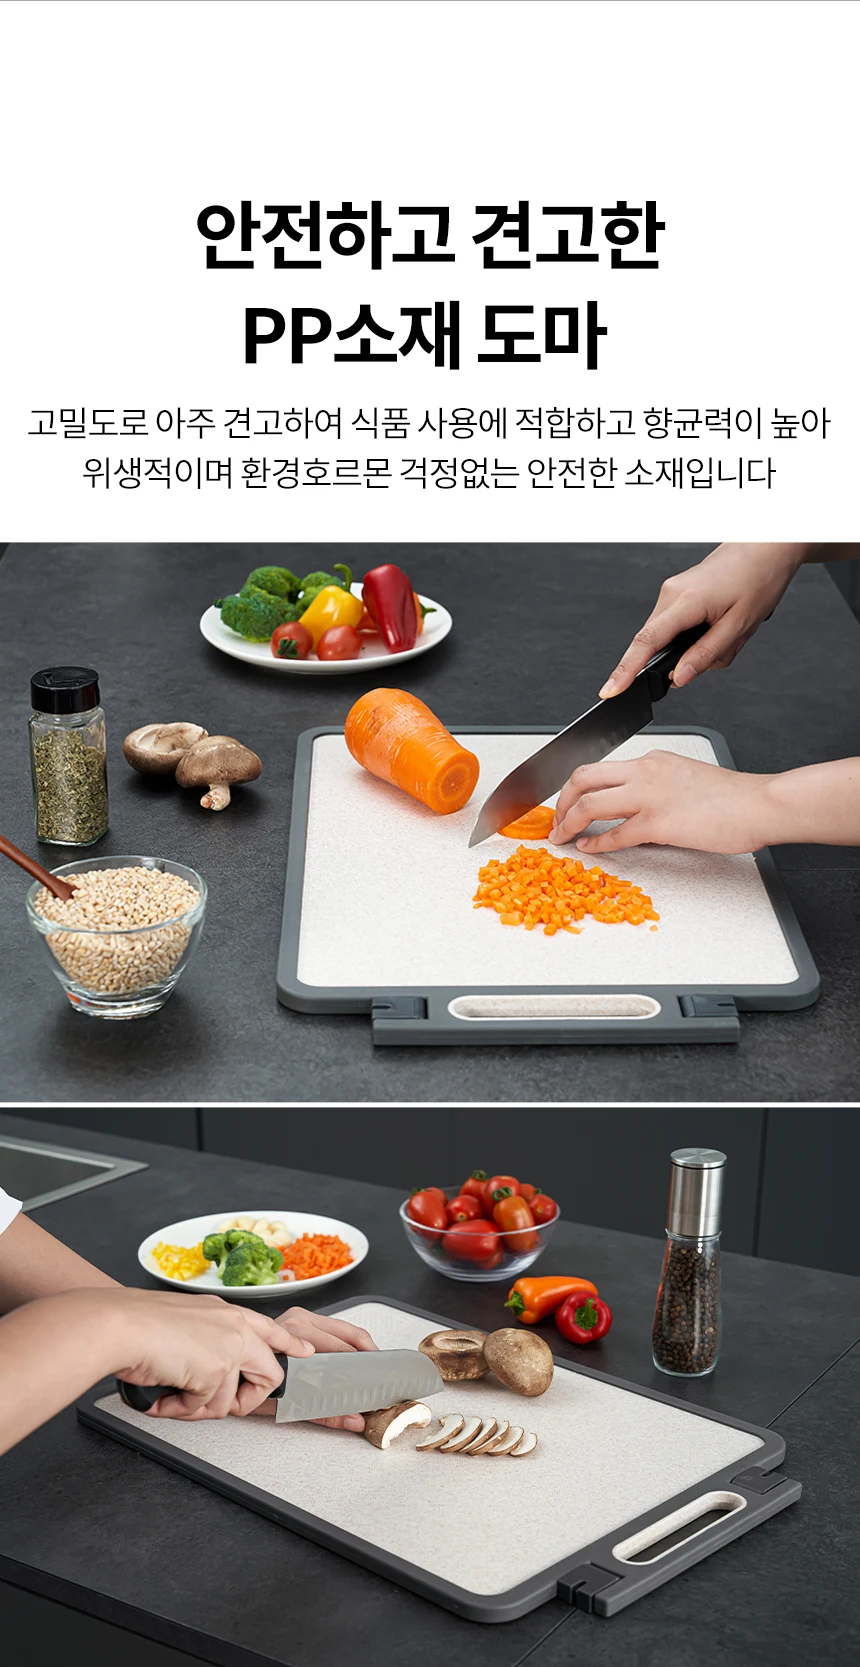 안전하고 견고한
PP소재 도마
고밀도로 아주 견고하여 식품 사용에 적합하고 향균력이 높아
위생적이며 환경호르몬 걱정없는 안전한 소재입니다